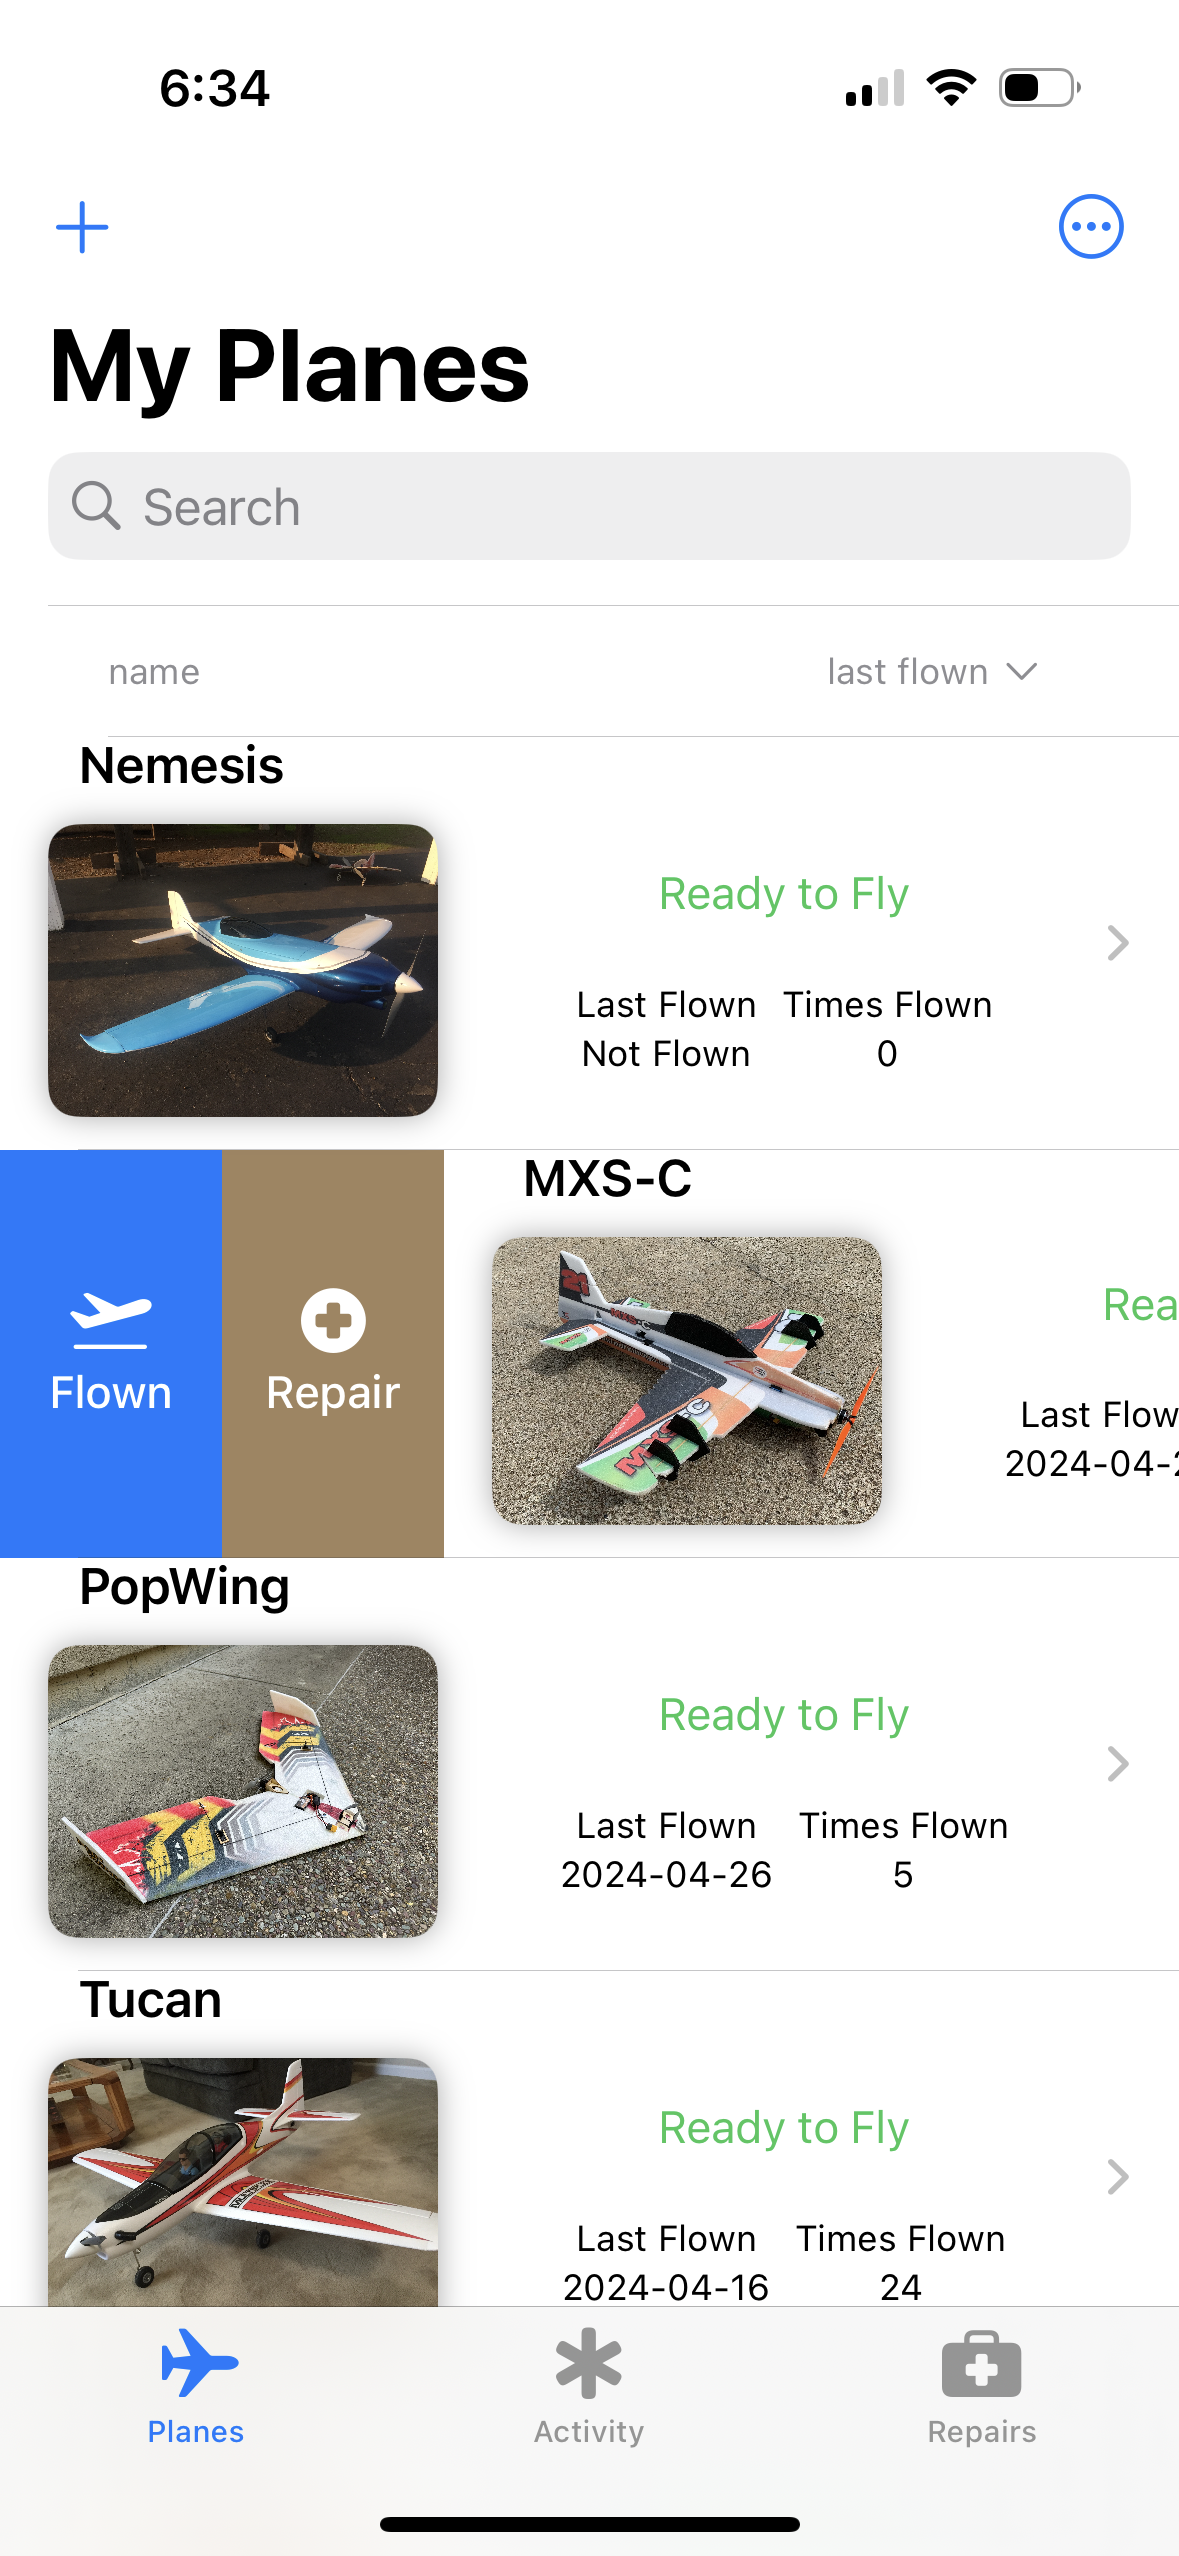 6:34
My Planes
Search
name last flown
Nemesis
Ready to Fly
Last Flown Times Flown
Not Flown 0
Flown
Repair
MXS-C
Rea
Last Flow
2024-04-2
PopWing
Ready to Fly
Last Flown Times Flown
2024-04-26 5
Tucan
Ready to Fly
Last Flown Times Flown
2024-04-16 24
Planes Activity Repairs